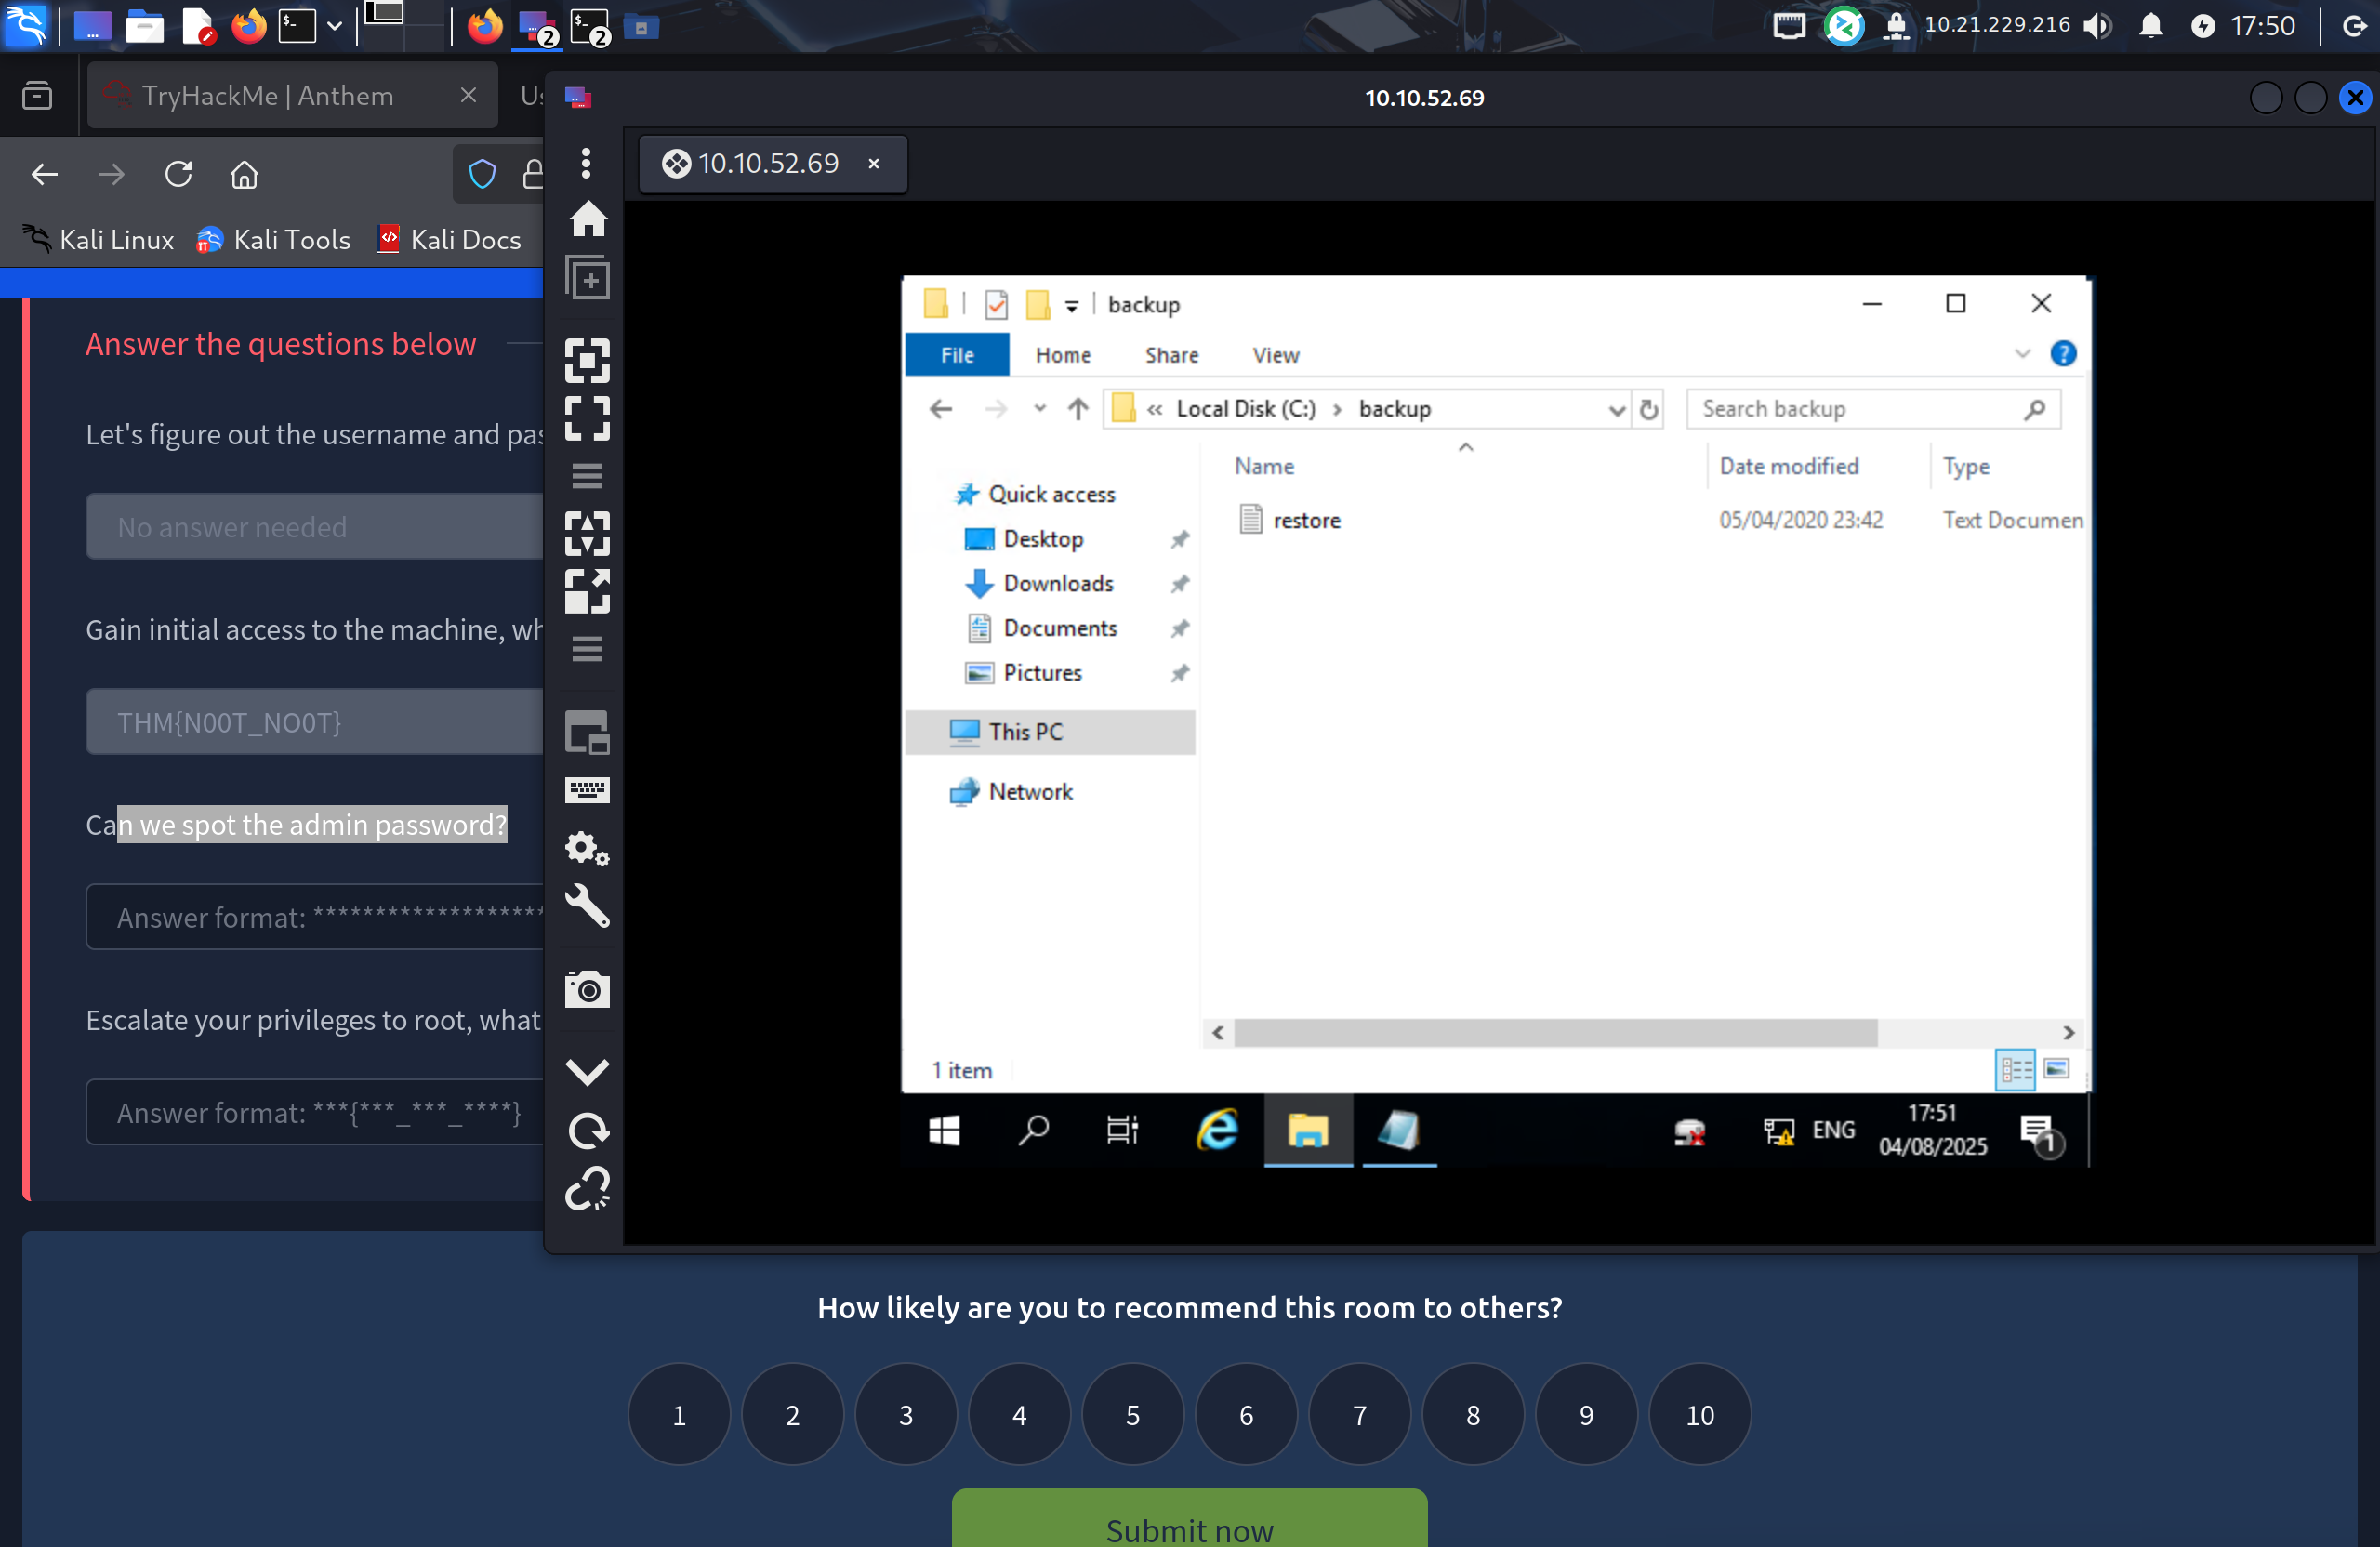 10.21.229.216
17:50
2
2
TryHackMe | Anthem
10.10.52.69
10.10.52.69
Kali Linux
Kali Tools
Kali Docs
Answer the questions below
Let's figure out the username and pas
No answer needed
Gain initial access to the machine, wh
THM{N00T_NO0T}
Can we spot the admin password?
Answer format: *******************
Escalate your privileges to root, what
Answer format: ***{***_***_****}
backup
File Home Share View
« Local Disk (C:) › backup
Search backup
Name Date modified Type
restore 05/04/2020 23:42 Text Documen
Quick access
Desktop
Downloads
Documents
Pictures
This PC
Network
1 item
ENG
17:51
04/08/2025
1
How likely are you to recommend this room to others?
1 2 3 4 5 6 7 8 9 10
Submit now